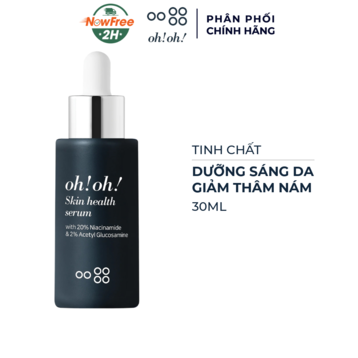 NowFree
2H
oh!oh!
PHÂN PHỐI
CHÍNH HÃNG
TINH CHẤT
DƯỠNG SÁNG DA
GIẢM THÂM NÁM
30ML
oh!oh!
Skin health
serum
with 20% Niacinamide
& 2% Acetyl Glucosamine